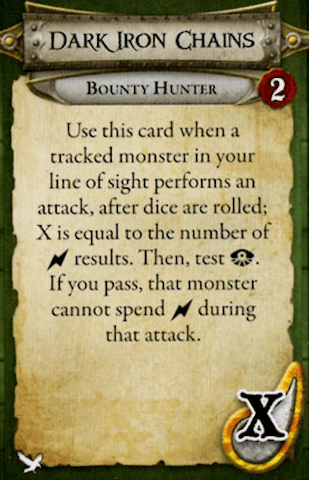 DARK IRON CHAINS
BOUNTY HUNTER
2
Use this card when a
tracked monster in your
line of sight performs an
attack, after dice are rolled;
X is equal to the number of
results. Then, test .
If you pass, that monster
cannot spend during
that attack.
X